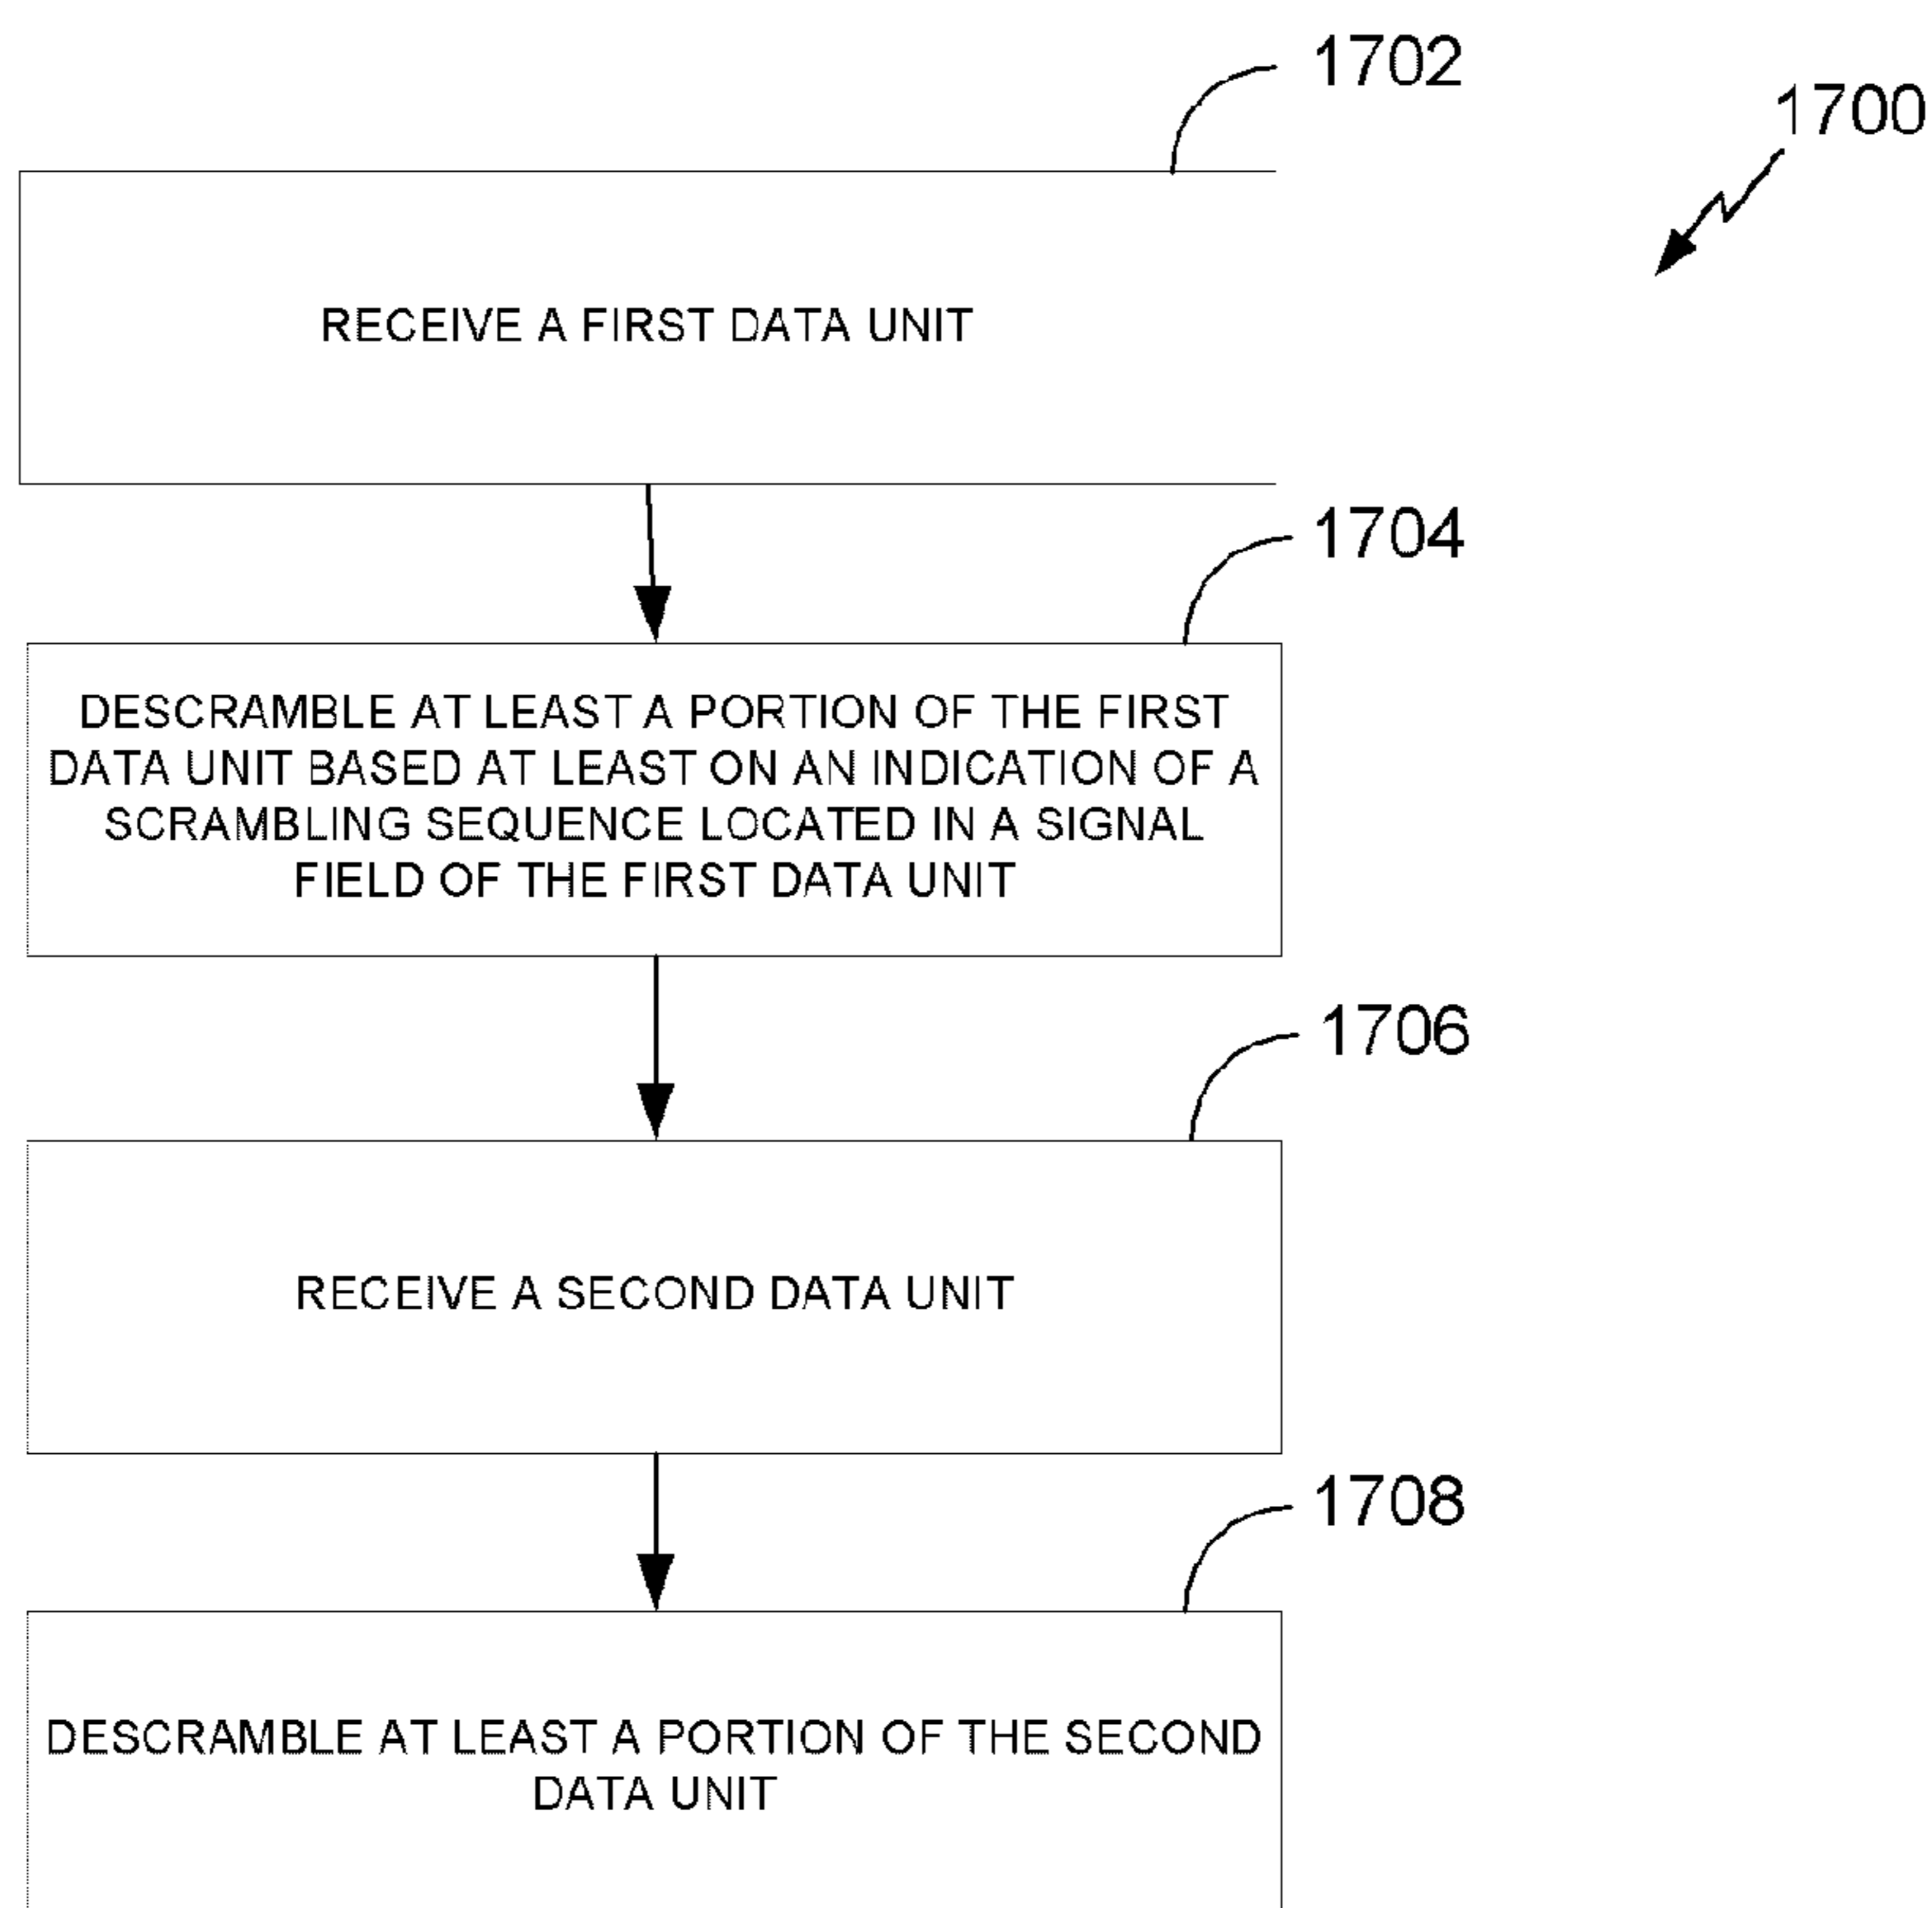 1702
1700
RECEIVE A FIRST DATA UNIT
1704
DESCRAMBLE AT LEAST A PORTION OF THE FIRST
DATA UNIT BASED AT LEAST ON AN INDICATION OF A
SCRAMBLING SEQUENCE LOCATED IN A SIGNAL
FIELD OF THE FIRST DATA UNIT
1706
RECEIVE A SECOND DATA UNIT
1708
DESCRAMBLE AT LEAST A PORTION OF THE SECOND
DATA UNIT